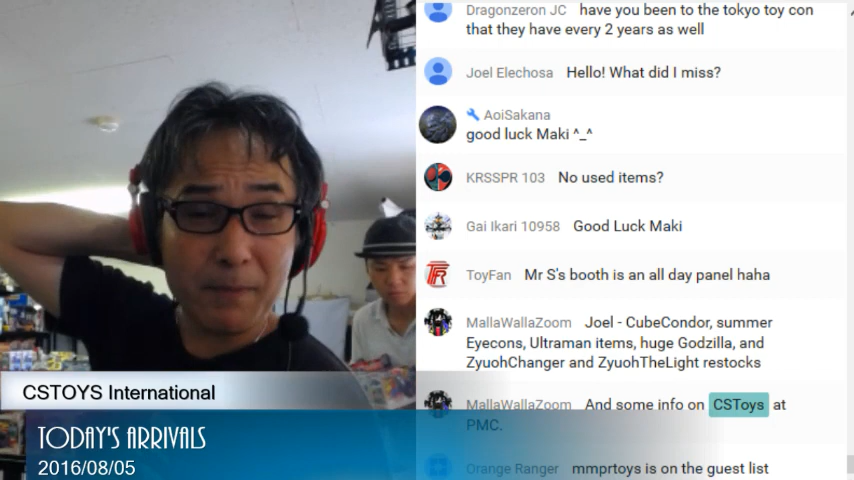 Dragonzeron JC have you been to the tokyo toy con
that they have every 2 years as well
Joel Elechosa Hello! What did I miss?
AoiSakana
good luck Maki ^_^
KRSSPR 103 No used items?
Gai Ikari 10958 Good Luck Maki
ToyFan Mr S's booth is an all day panel haha
MallaWallaZoom Joel - CubeCondor, summer
Eyecons, Ultraman items, huge Godzilla, and
ZyuohChanger and ZyuohTheLight restocks
MallaWallaZoom And some info on CSToys at
PMC.
Orange Ranger mmprtoys is on the guest list
CSTOYS International
TODAY'S ARRIVALS
2016/08/05